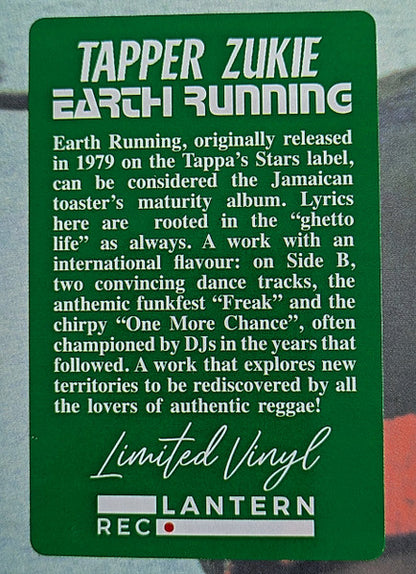 TAPPER ZUKIE
EARTH RUNNING
Earth Running, originally released
in 1979 on the Tappa's Stars label,
can be considered the Jamaican
toaster's maturity album. Lyrics
here are rooted in the “ghetto
life” as always. A work with an
international flavour: on Side B,
two convincing dance tracks, the
anthemic funkfest “Freak” and the
chirpy “One More Chance”, often
championed by DJs in the years that
followed. A work that explores new
territories to be rediscovered by all
the lovers of authentic reggae!
Limited Vinyl
LANTERN
REC